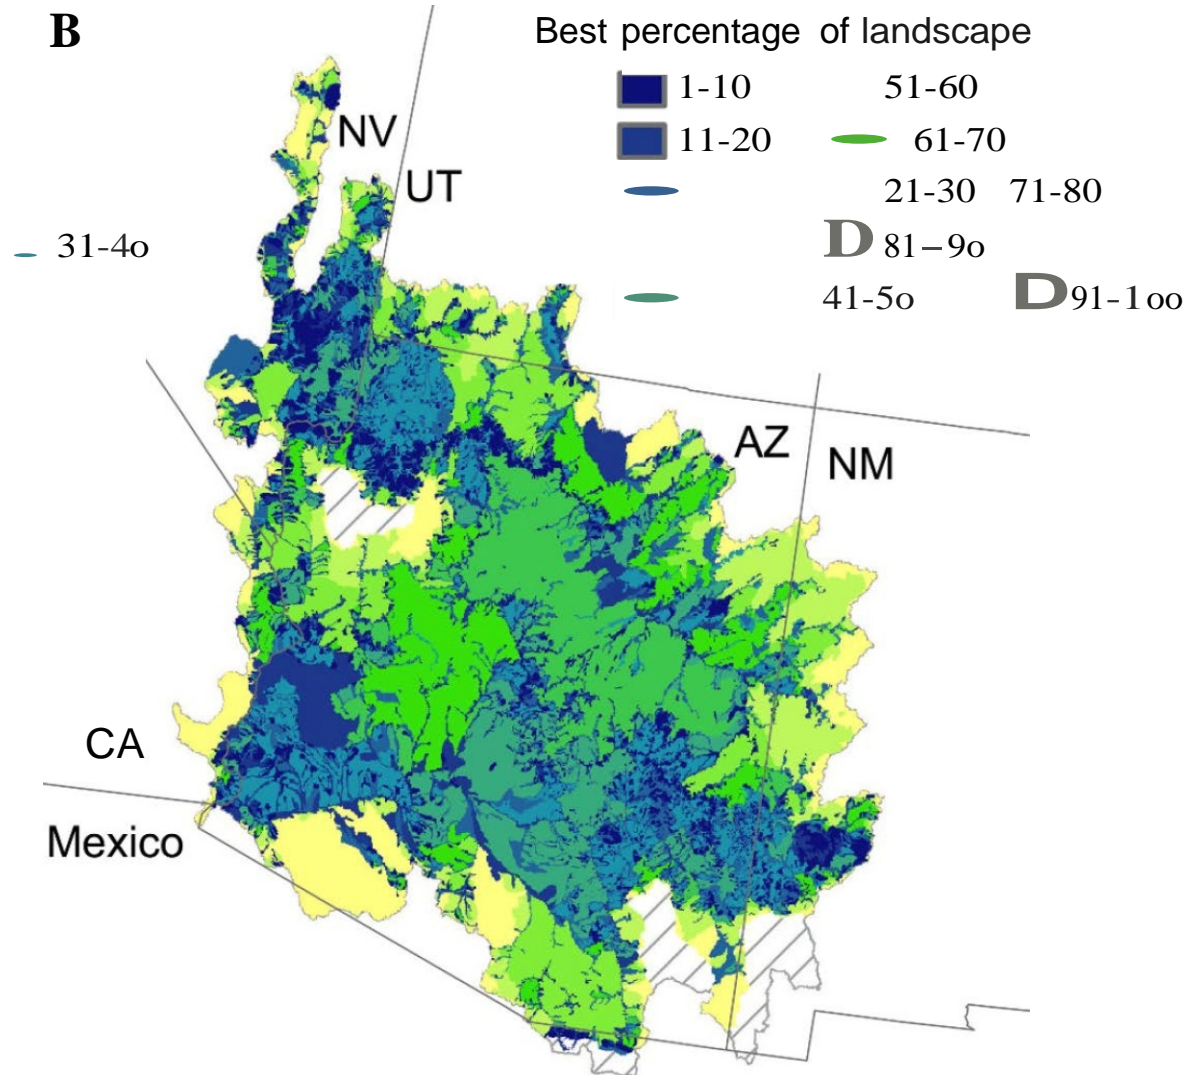 B
Best percentage of landscape
1-10 51-60
11-20 61-70
21-30 71-80
31-4o
D 81–9o
41-5o D 91-1oo
NV
UT
AZ
NM
CA
Mexico